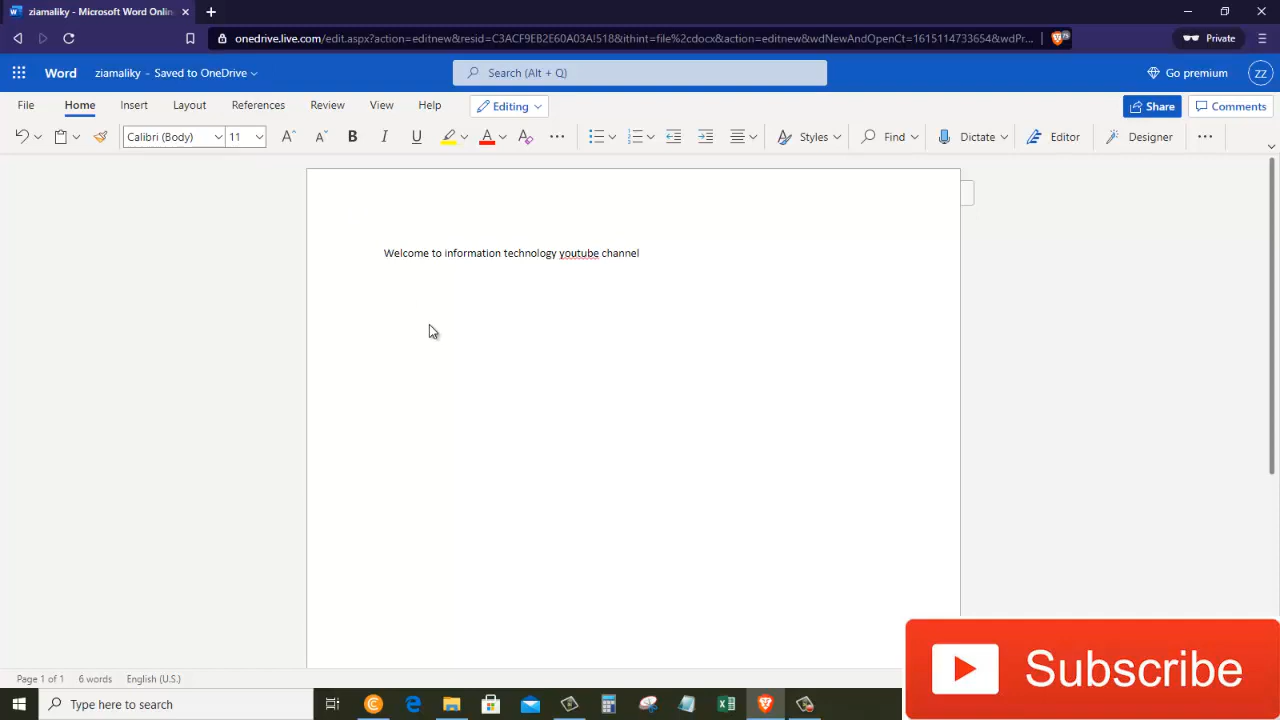 ziamaliky - Microsoft Word Onlin
onedrive.live.com/edit.aspx?action=editnew&resid=C3ACF9EB2E60A03A!518&ithint=file%2cdocx&action=editnew&wdNewAndOpenCt=1615114733654&wdPr...
Private
Word ziamaliky - Saved to OneDrive
Search (Alt + Q)
Go premium
ZZ
File Home Insert Layout References Review View Help Editing Share Comments
Calibri (Body) 11 B I U A Styles Find Dictate Editor Designer
Welcome to information technology youtube channel
Page 1 of 1 6 words English (U.S.)
Subscribe
Type here to search